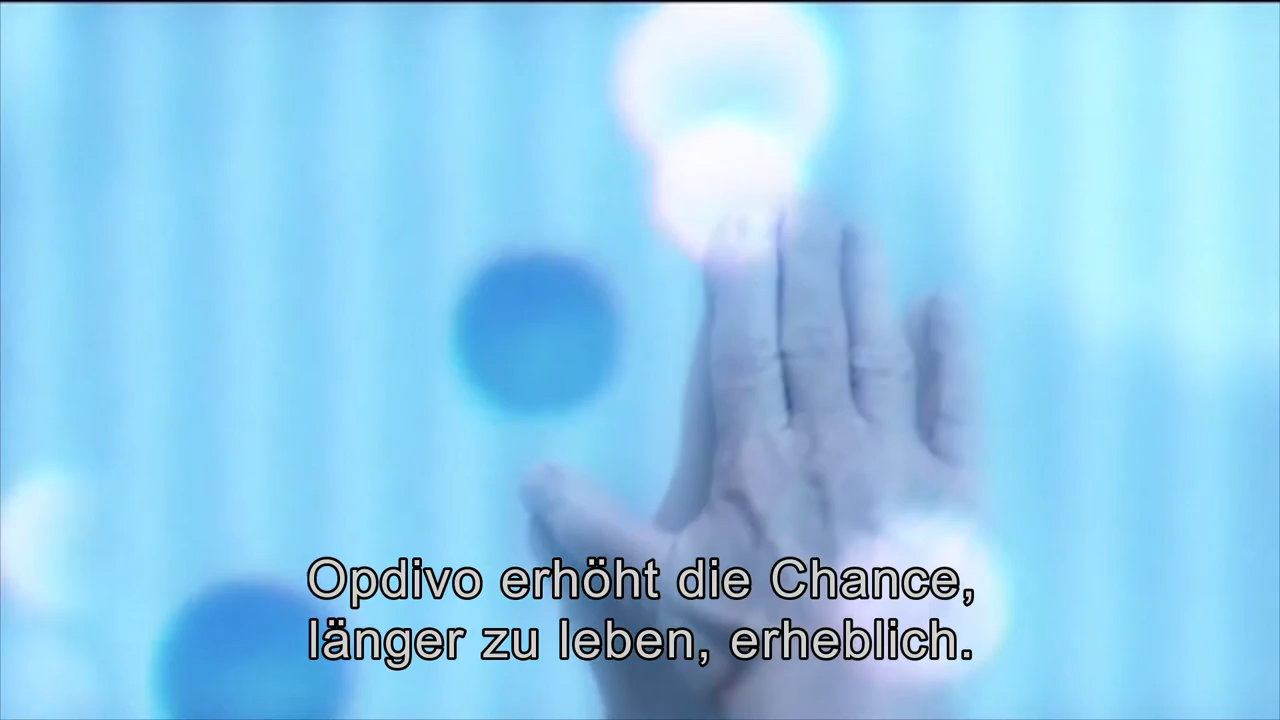 Opdivo erhöht die Chance,
länger zu leben, erheblich.